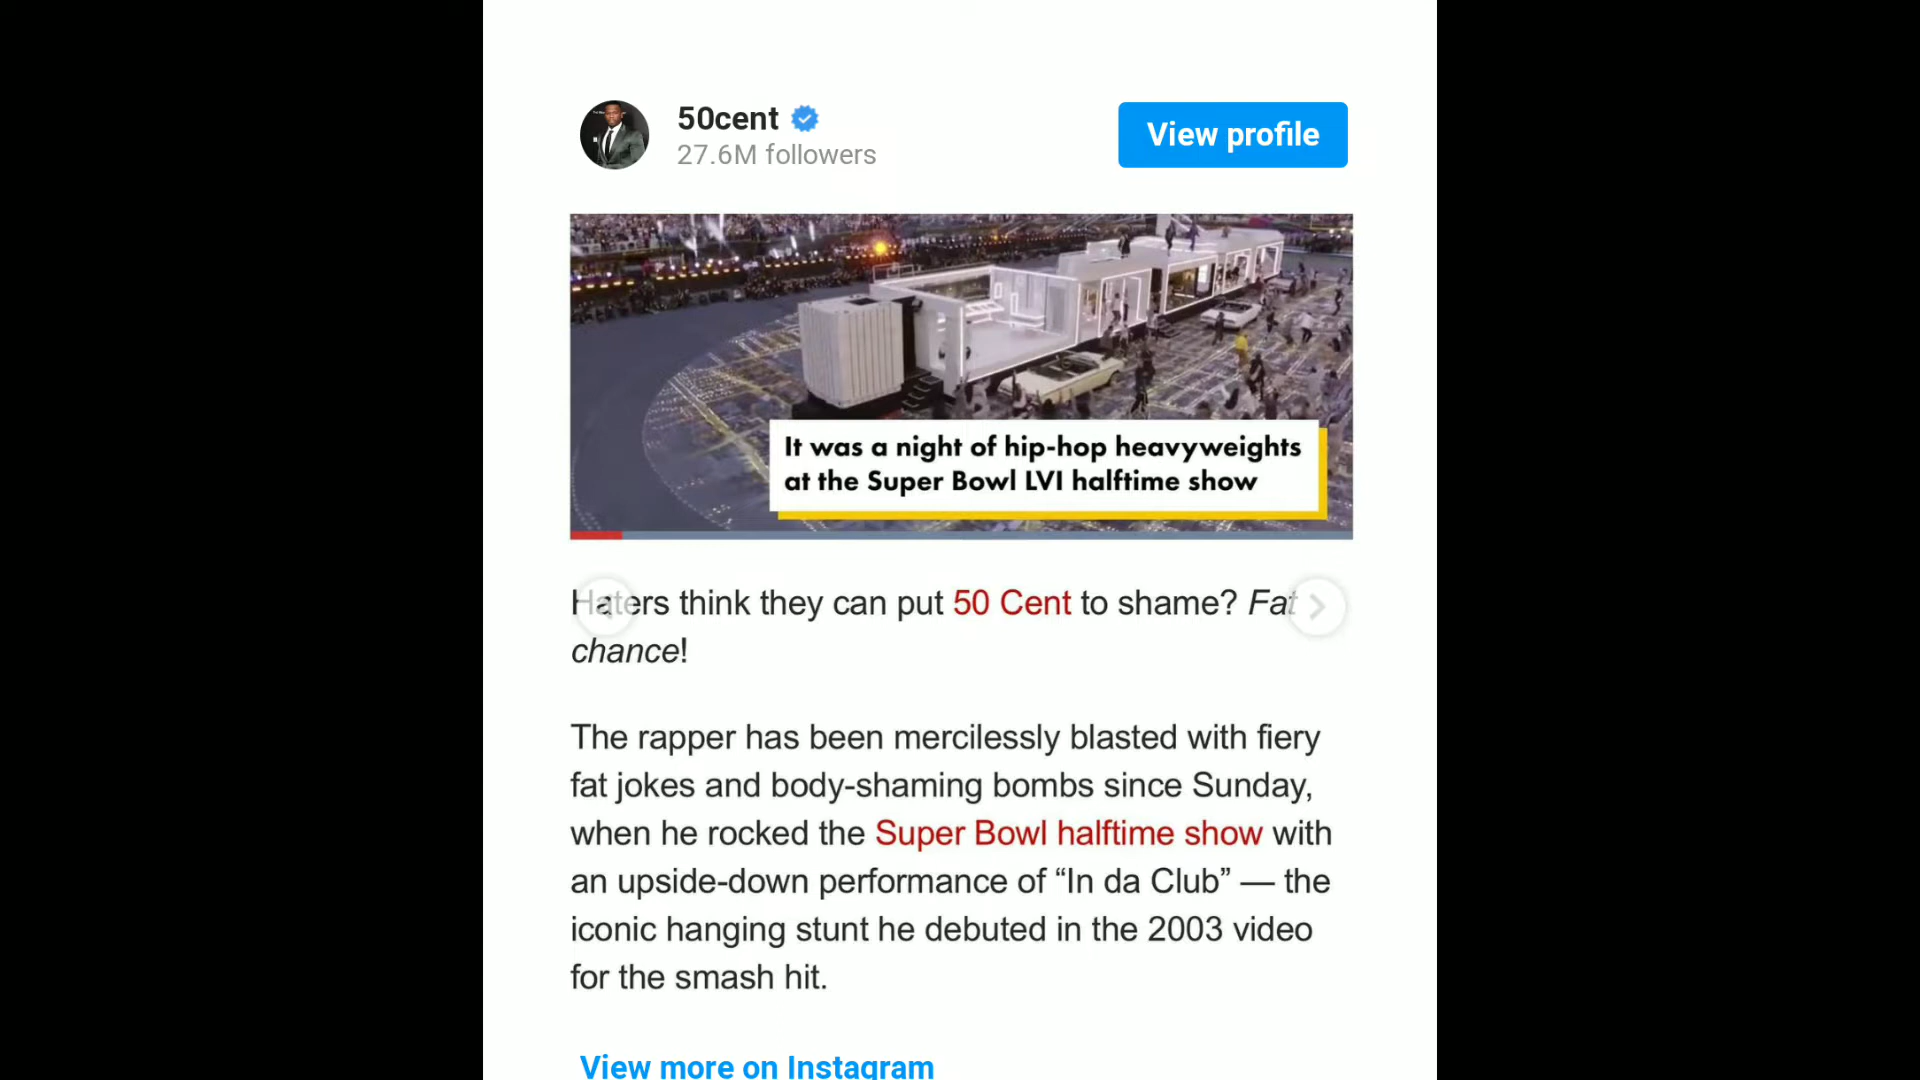 50cent
27.6M followers
View profile
It was a night of hip-hop heavyweights
at the Super Bowl LVI halftime show
Haters think they can put 50 Cent to shame? Fat
chance!
The rapper has been mercilessly blasted with fiery
fat jokes and body-shaming bombs since Sunday,
when he rocked the Super Bowl halftime show with
an upside-down performance of “In da Club” — the
iconic hanging stunt he debuted in the 2003 video
for the smash hit.
View more on Instagram